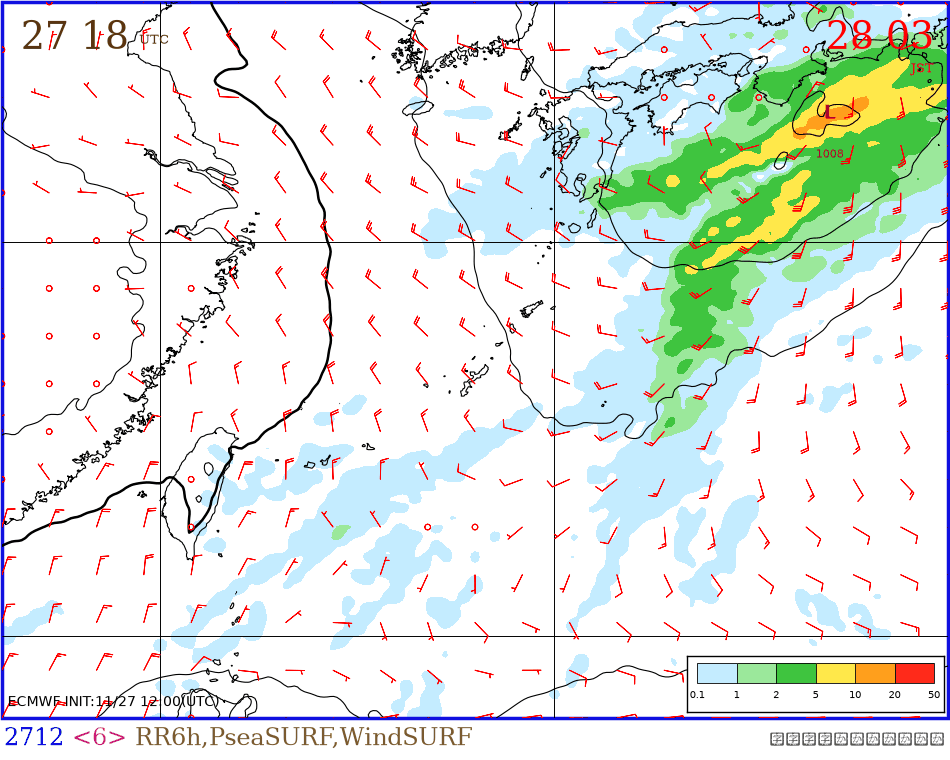 27 18 UTC
28 03
JST
L
1008
0.1 1 2 5 10 20 50
ECMWF INIT:11/27 12:00(UTC)
2712 <6> RR6h,PseaSURF,WindSURF